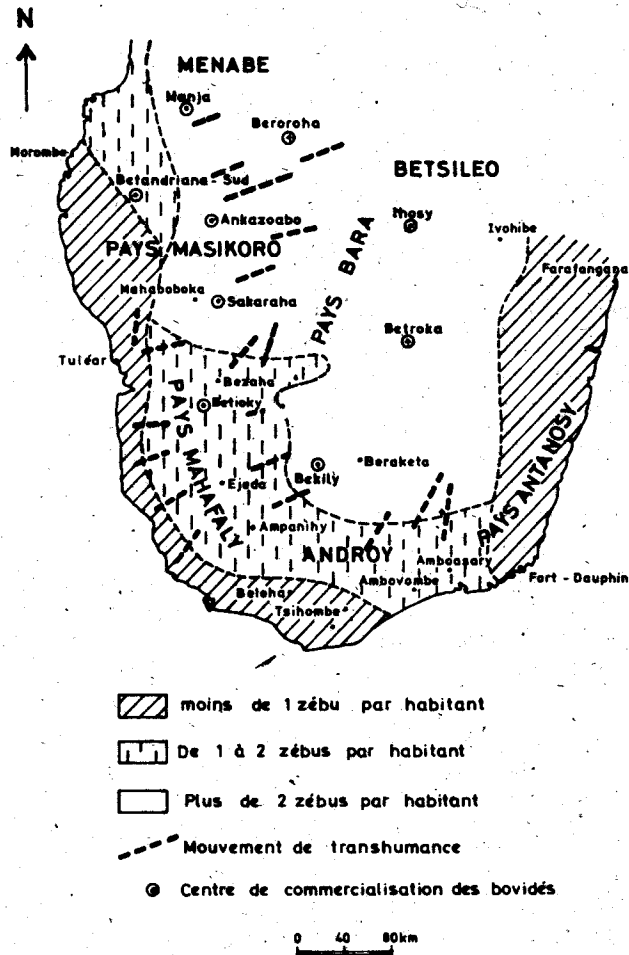 N
MENABE
Manja
Beroroha
BETSILEO
Morombe
Betandriana-Sud
Ankazoabo
Ihosy
Ivohibe
PAYS MASIKORO
PAYS BARA
Farafangana
Mahaboboka
Sakaraha
Betroka
Tuléar
Bezaha
Betioky
PAYS MAHAFALY
Beraketa
Bekily
Ejeda
PAYS ANTANOSY
Ampanihy
ANDROY
Amboasary
Ambovombe
Fort-Dauphin
Beloha
Tsihombe
moins de 1 zébu par habitant
De 1 à 2 zébus par habitant
Plus de 2 zébus par habitant
Mouvement de transhumance
Centre de commercialisation des bovidés
0 40 80km